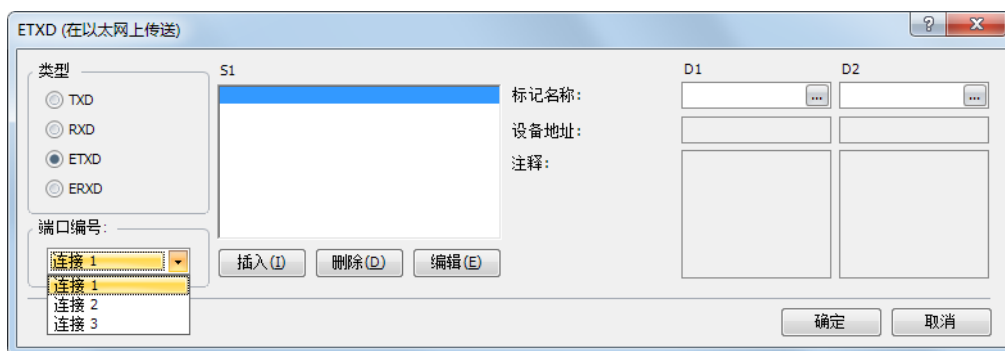 ETXD (在以太网上传送)
类型
TXD
RXD
ETXD
ERXD
端口编号:
连接 1
连接 1
连接 2
连接 3
S1
插入(I)
删除(D)
编辑(E)
D1
D2
标记名称:
...
...
设备地址:
注释:
确定
取消